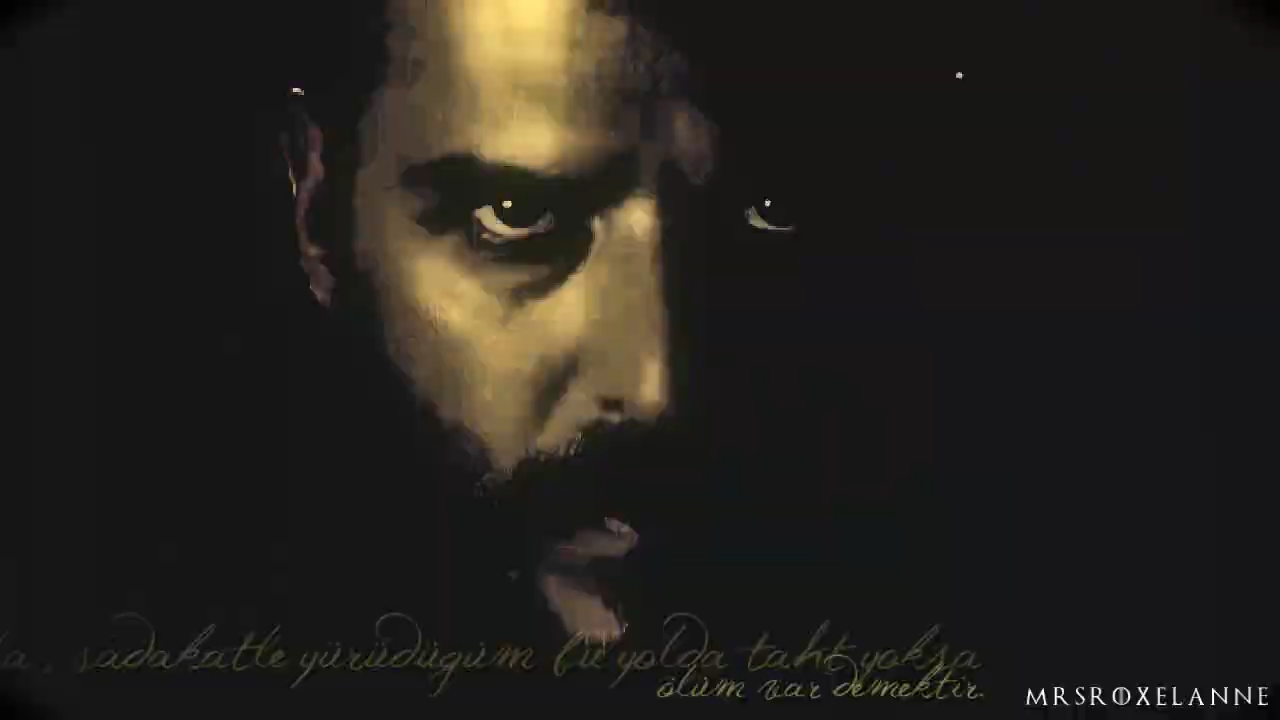 sadakatle yürüdüğüm bu yolda taht yoksa
ölüm var demektir.
MRSROXELANNE